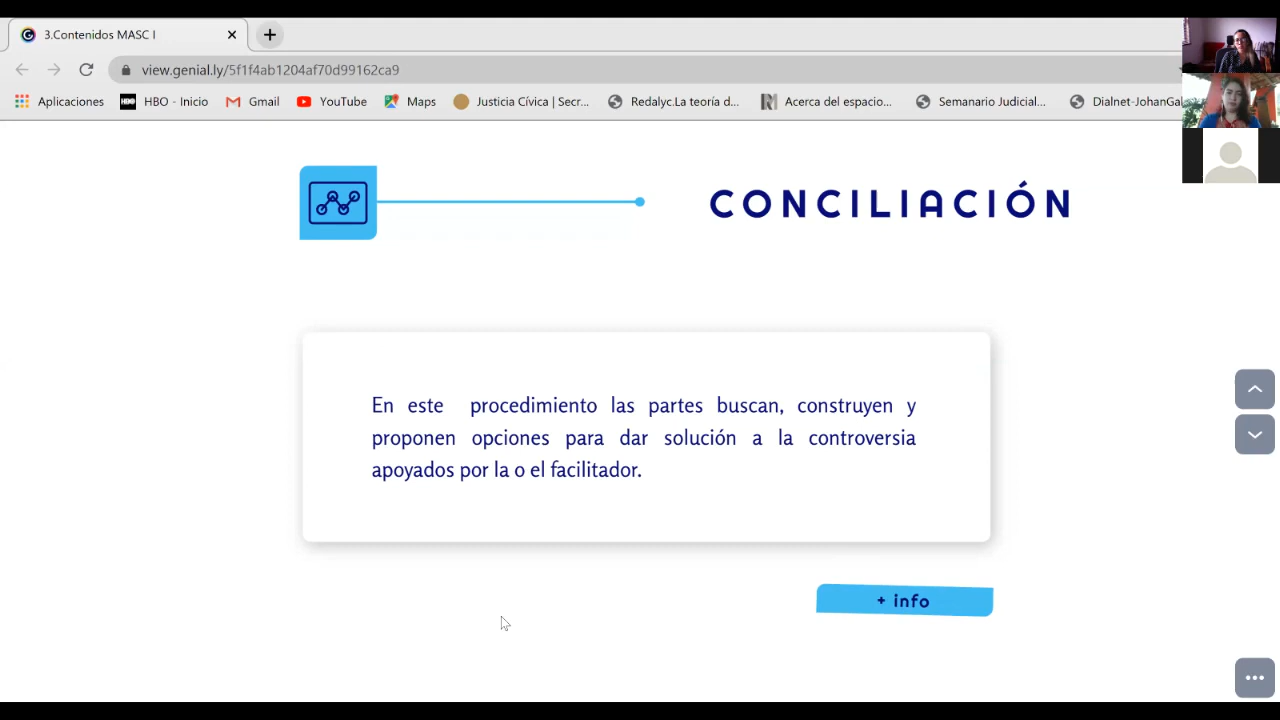 3.Contenidos MASC I
view.genial.ly/5f1f4ab1204af70d99162ca9
Aplicaciones HBO - Inicio Gmail YouTube Maps Justicia Cívica | Secr... Redalyc.La teoría d... Acerca del espacio... Semanario Judicial... Dialnet-JohanGal
CONCILIACIÓN
En este procedimiento las partes buscan, construyen y
proponen opciones para dar solución a la controversia
apoyados por la o el facilitador.
+ info